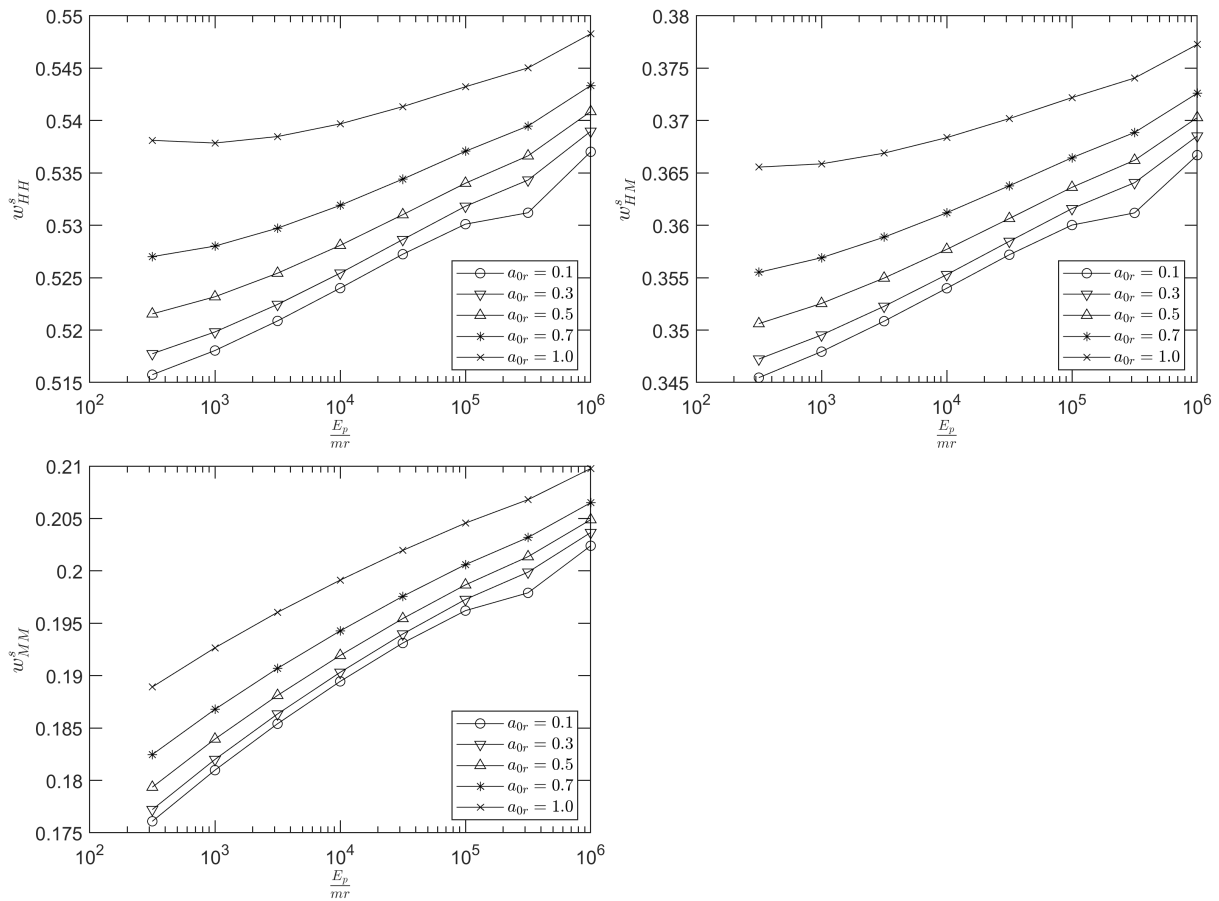 0.55
0.545
0.54
0.535
0.53
0.525
0.52
0.515
w^s_{HH}
10^2 10^3 10^4 10^5 10^6
E_p/mr
a_{0r} = 0.1
a_{0r} = 0.3
a_{0r} = 0.5
a_{0r} = 0.7
a_{0r} = 1.0
0.38
0.375
0.37
0.365
0.36
0.355
0.35
0.345
w^s_{HM}
10^2 10^3 10^4 10^5 10^6
E_p/mr
a_{0r} = 0.1
a_{0r} = 0.3
a_{0r} = 0.5
a_{0r} = 0.7
a_{0r} = 1.0
0.21
0.205
0.2
0.195
0.19
0.185
0.18
0.175
w^s_{MM}
10^2 10^3 10^4 10^5 10^6
E_p/mr
a_{0r} = 0.1
a_{0r} = 0.3
a_{0r} = 0.5
a_{0r} = 0.7
a_{0r} = 1.0